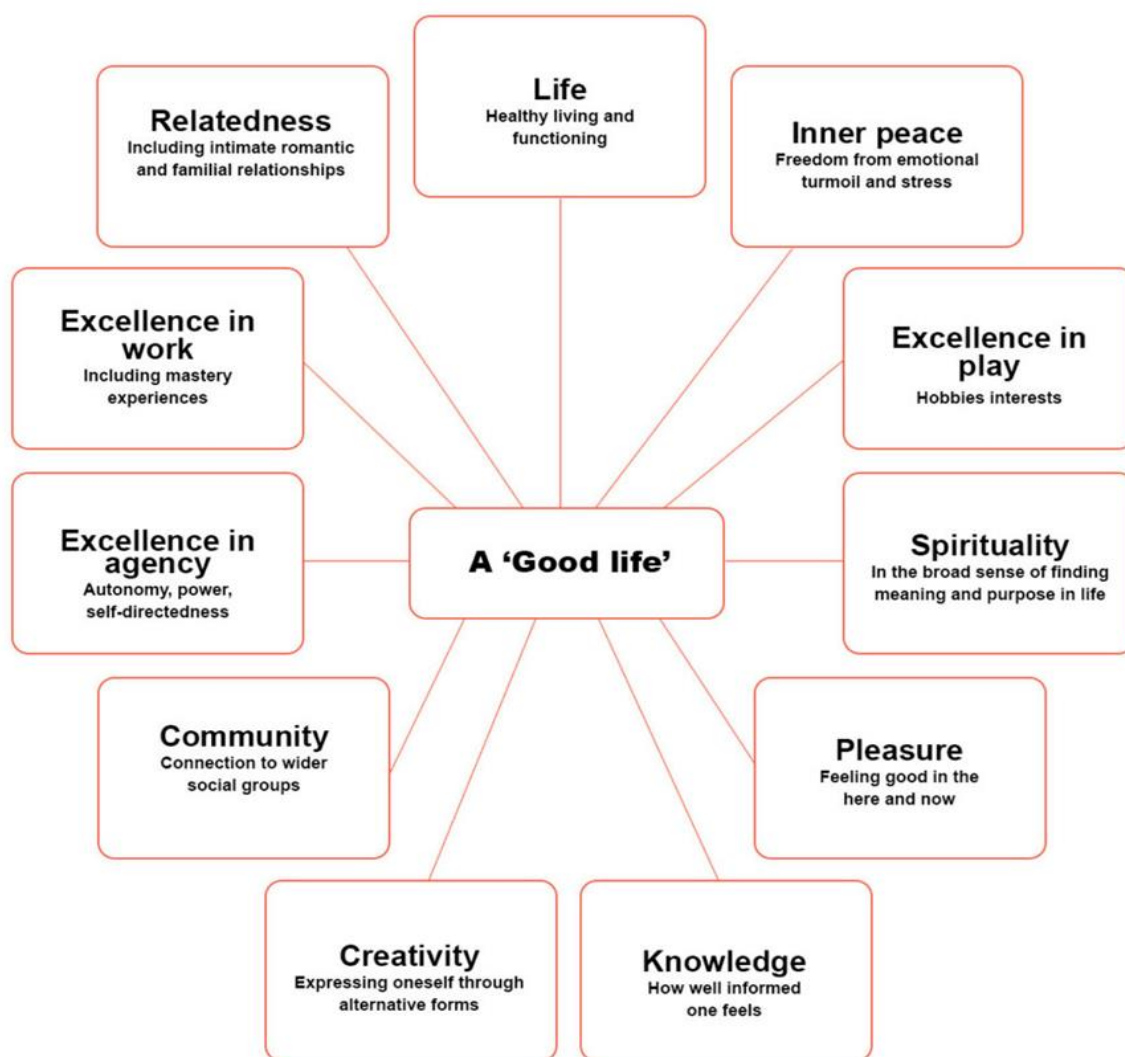 Life
Healthy living and
functioning
Relatedness
Including intimate romantic
and familial relationships
Inner peace
Freedom from emotional
turmoil and stress
Excellence in
work
Including mastery
experiences
Excellence in
play
Hobbies interests
Excellence in
agency
Autonomy, power,
self-directedness
A ‘Good life’
Spirituality
In the broad sense of finding
meaning and purpose in life
Community
Connection to wider
social groups
Pleasure
Feeling good in the
here and now
Creativity
Expressing oneself through
alternative forms
Knowledge
How well informed
one feels